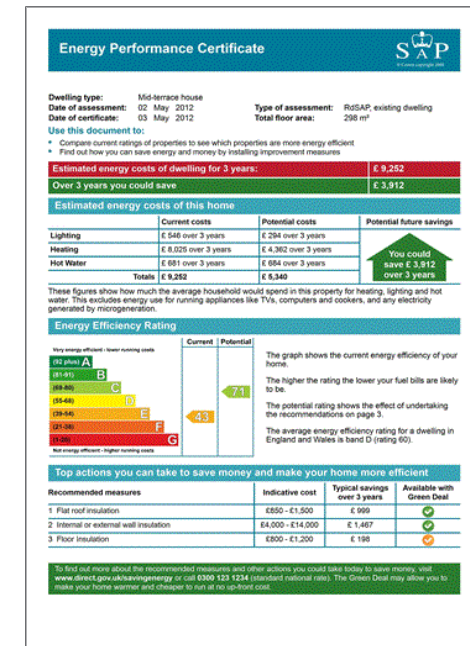 Energy Performance Certificate
SAP
© Crown copyright 2009
Dwelling type: Mid-terrace house
Date of assessment: 02 May 2012 Type of assessment: RdSAP, existing dwelling
Date of certificate: 03 May 2012 Total floor area: 298 m²
Use this document to:
• Compare current ratings of properties to see which properties are more energy efficient
• Find out how you can save energy and money by installing improvement measures
Estimated energy costs of dwelling for 3 years: £ 9,252
Over 3 years you could save £ 3,912
Estimated energy costs of this home
Current costs Potential costs Potential future savings
Lighting £ 546 over 3 years £ 294 over 3 years
Heating £ 8,025 over 3 years £ 4,362 over 3 years
Hot Water £ 681 over 3 years £ 684 over 3 years
Totals £ 9,252 £ 5,340
You could
save £ 3,912
over 3 years
These figures show how much the average household would spend in this property for heating, lighting and hot
water. This excludes energy use for running appliances like TVs, computers and cookers, and any electricity
generated by microgeneration.
Energy Efficiency Rating
Current Potential
Very energy efficient - lower running costs
(92 plus) A
(81-91) B
(69-80) C
(55-68) D
(39-54) E
(21-38) F
(1-20) G
Not energy efficient - higher running costs
43
71
The graph shows the current energy efficiency of your
home.
The higher the rating the lower your fuel bills are likely
to be.
The potential rating shows the effect of undertaking
the recommendations on page 3.
The average energy efficiency rating for a dwelling in
England and Wales is band D (rating 60).
Top actions you can take to save money and make your home more efficient
Recommended measures Indicative cost Typical savings over 3 years Available with Green Deal
1 Flat roof insulation £850 - £1,500 £ 999
2 Internal or external wall insulation £4,000 - £14,000 £ 1,467
3 Floor Insulation £800 - £1,200 £ 198
To find out more about the recommended measures and other actions you could take today to save money, visit
www.direct.gov.uk/savingenergy or call 0300 123 1234 (standard national rate). The Green Deal may allow you to
make your home warmer and cheaper to run at no up-front cost.